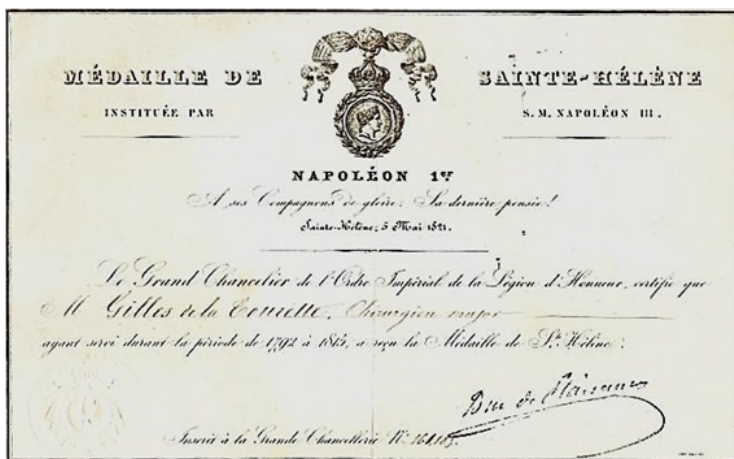 MÉDAILLE DE SAINTE-HÉLÈNE
INSTITUÉE PAR S. M. NAPOLÉON III.
NAPOLÉON 1er
A ses Compagnons de gloire, Sa dernière pensée!
Sainte-Hélène, 5 Mai 1821.
Le Grand Chancelier de l'Ordre Impérial de la Légion d'Honneur, certifie que
M Gilles de la Tourette, Chirurgien major
ayant servi durant la période de 1792 à 1815, a reçu la Médaille de Ste Hélène.
Duc de Plaisance
Inscrit à la Grande Chancellerie, No